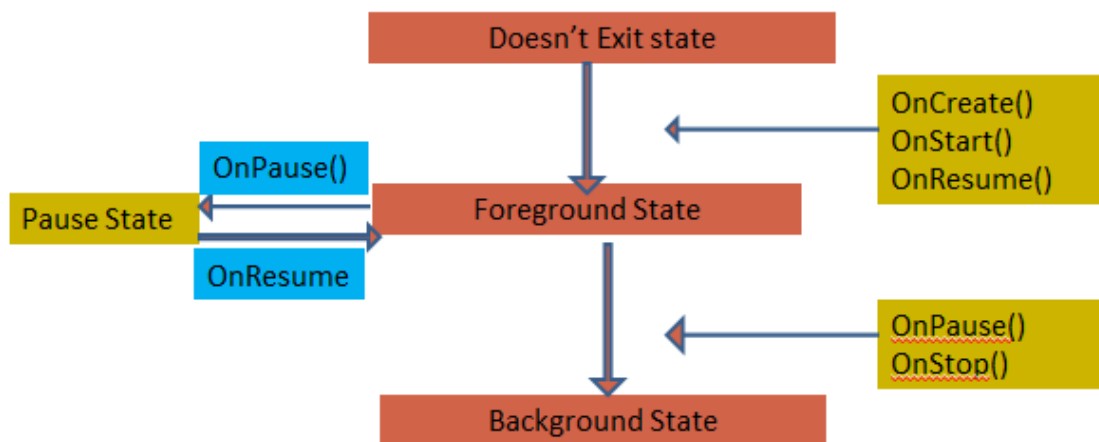 Doesn't Exit state
OnCreate()
OnStart()
OnResume()
OnPause()
Pause State
Foreground State
OnResume
OnPause()
OnStop()
Background State